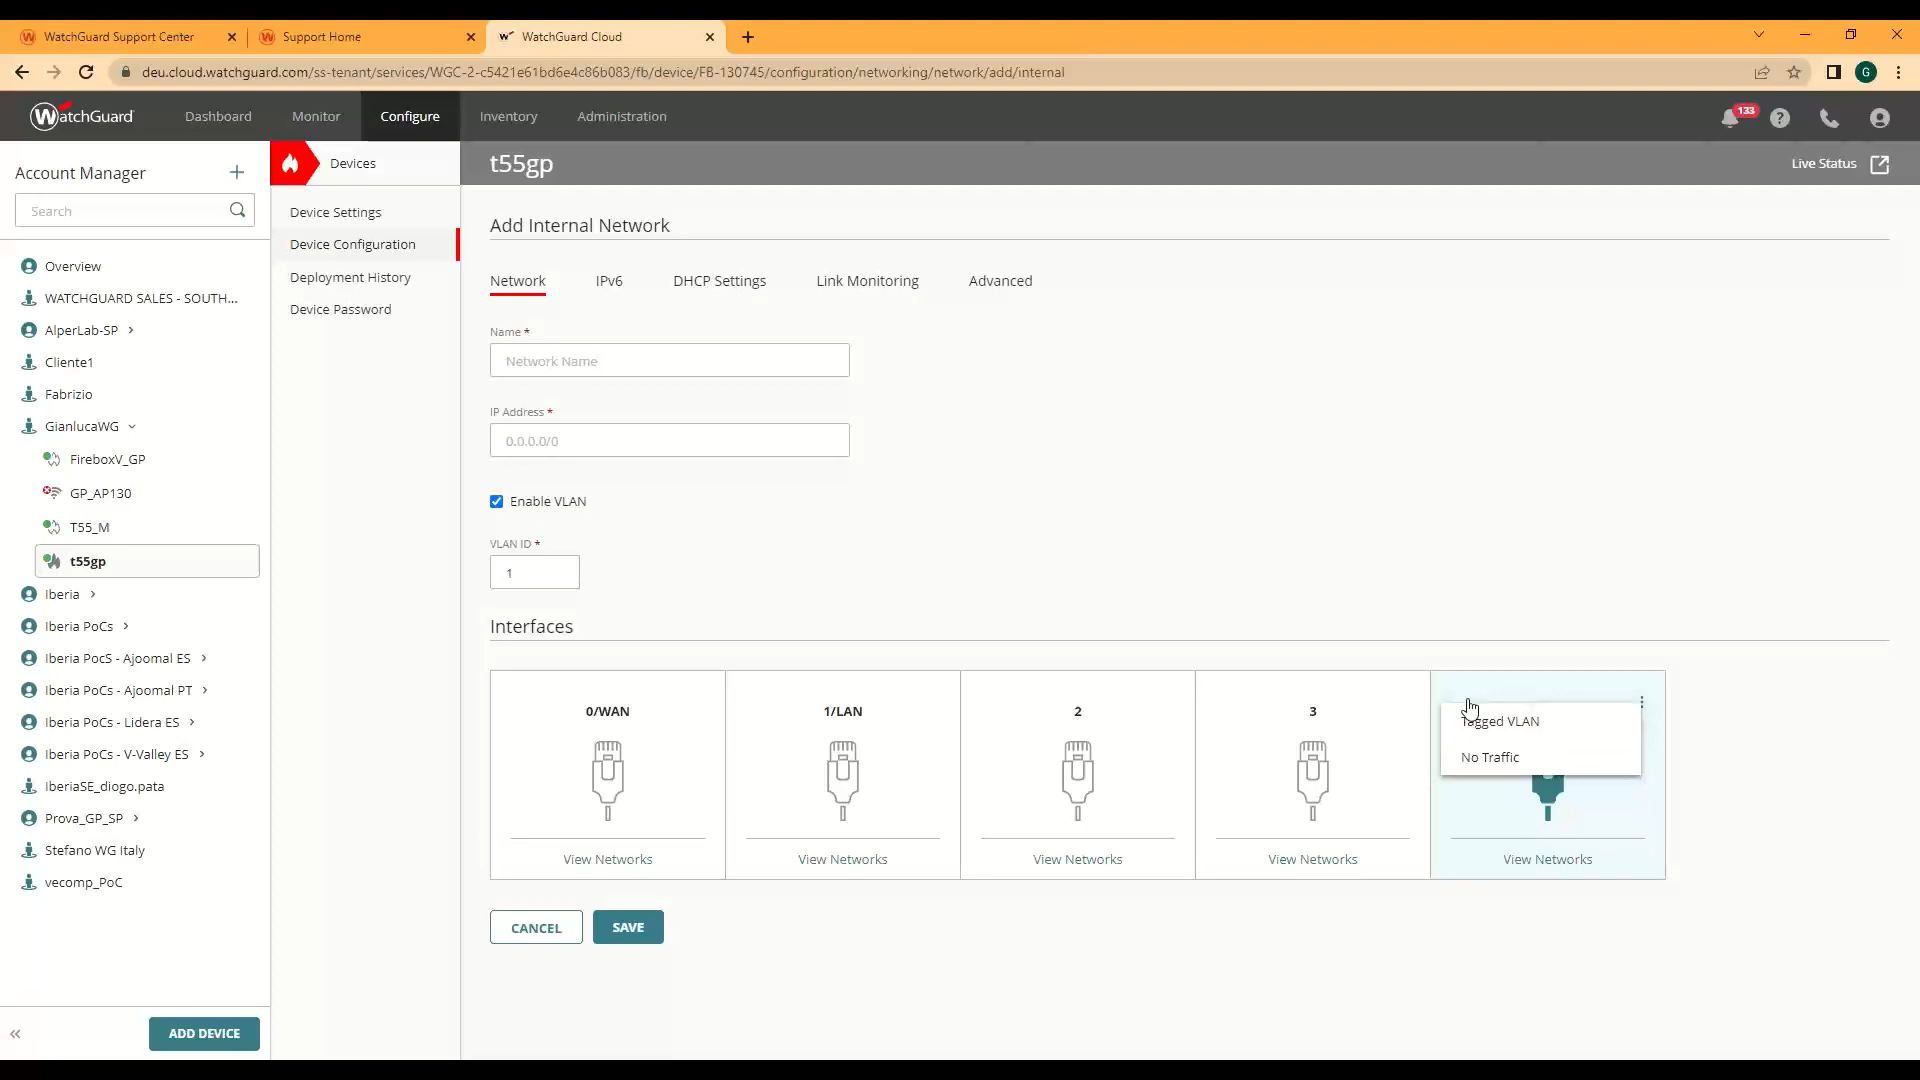 WatchGuard Support Center
Support Home
WatchGuard Cloud
deu.cloud.watchguard.com/ss-tenant/services/WGC-2-c5421e61bd6e4c86b083/fb/device/FB-130745/configuration/networking/network/add/internal
G
WatchGuard
Dashboard
Monitor
Configure
Inventory
Administration
133
Account Manager
Search
Overview
WATCHGUARD SALES - SOUTH...
AlperLab-SP
Cliente1
Fabrizio
GianlucaWG
FireboxV_GP
GP_AP130
T55_M
t55gp
Iberia
Iberia PoCs
Iberia PocS - Ajoomal ES
Iberia PoCs - Ajoomal PT
Iberia PoCs - Lidera ES
Iberia PoCs - V-Valley ES
IberiaSE_diogo.pata
Prova_GP_SP
Stefano WG Italy
vecomp_PoC
ADD DEVICE
Devices
Device Settings
Device Configuration
Deployment History
Device Password
t55gp
Live Status
Add Internal Network
Network
IPv6
DHCP Settings
Link Monitoring
Advanced
Name *
Network Name
IP Address *
0.0.0.0/0
Enable VLAN
VLAN ID *
1
Interfaces
0/WAN
1/LAN
2
3
Tagged VLAN
No Traffic
View Networks
View Networks
View Networks
View Networks
View Networks
CANCEL
SAVE